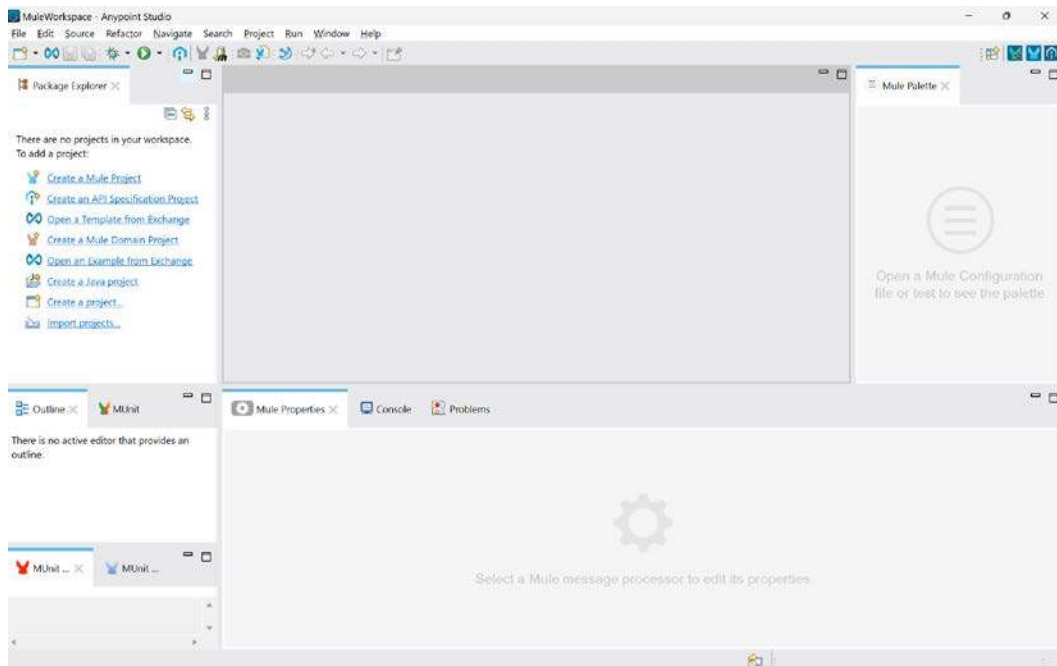 MuleWorkspace - Anypoint Studio
File Edit Source Refactor Navigate Search Project Run Window Help
Package Explorer
Mule Palette
There are no projects in your workspace.
To add a project:
Create a Mule Project
Create an API Specification Project
Open a Template from Exchange
Create a Mule Domain Project
Open an Example from Exchange
Create a Java project
Create a project...
Import projects...
Open a Mule Configuration
file or test to see the palette
Outline
MUnit
Mule Properties
Console
Problems
There is no active editor that provides an
outline.
MUnit ...
MUnit ...
Select a Mule message processor to edit its properties